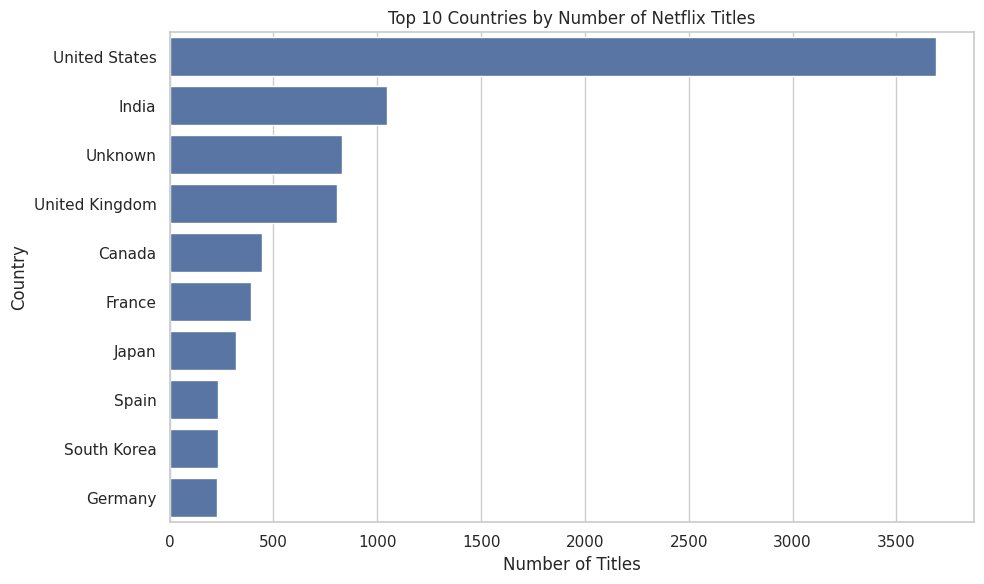 Top 10 Countries by Number of Netflix Titles
Country
United States
India
Unknown
United Kingdom
Canada
France
Japan
Spain
South Korea
Germany
0 500 1000 1500 2000 2500 3000 3500
Number of Titles